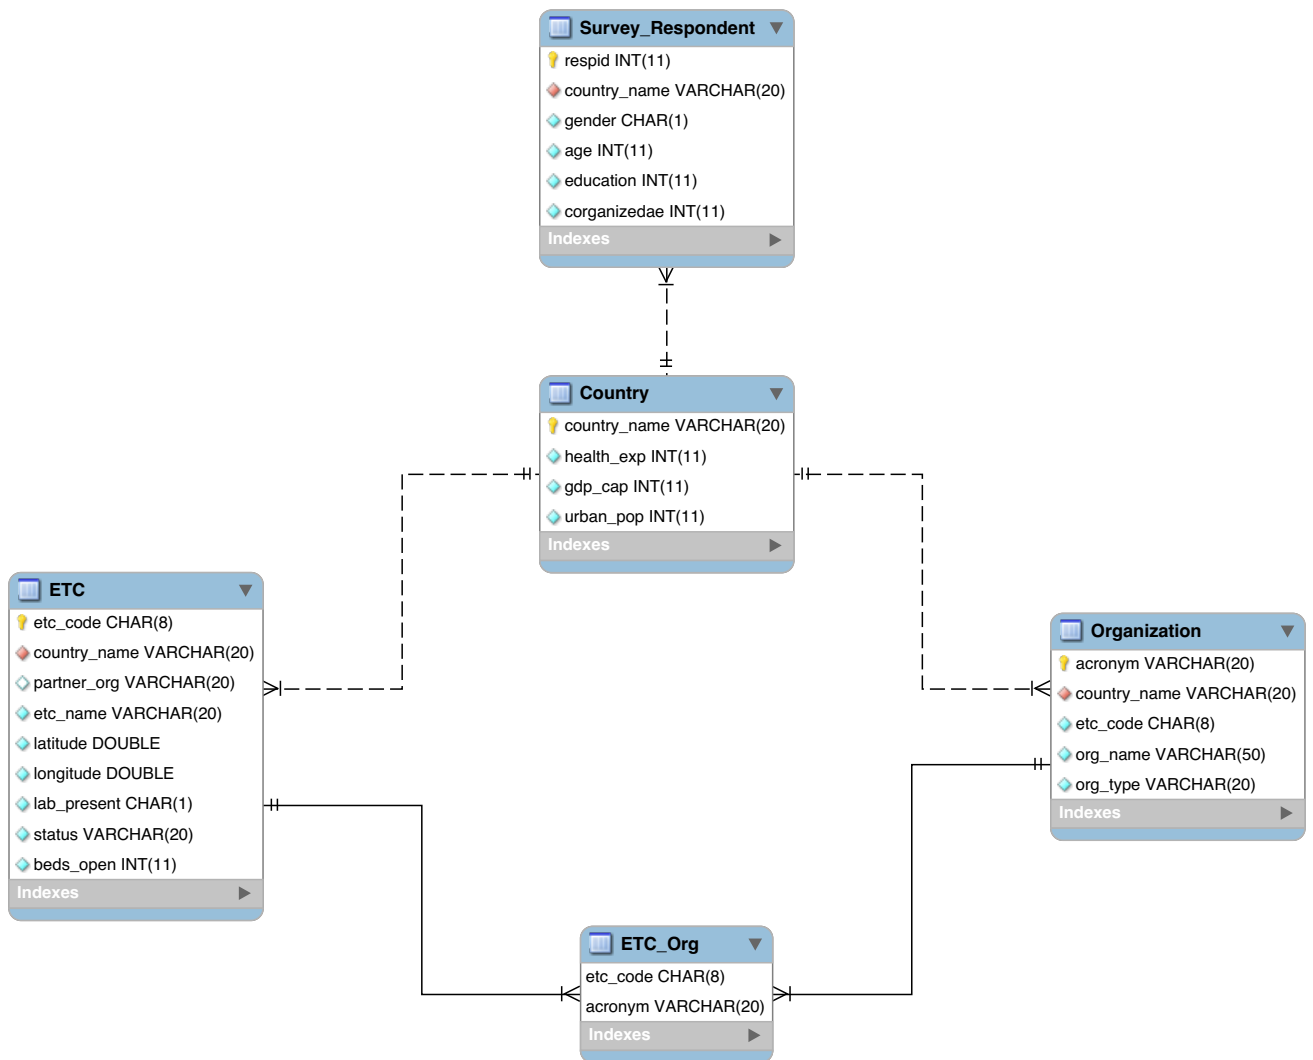 Survey_Respondent
respid INT(11)
country_name VARCHAR(20)
gender CHAR(1)
age INT(11)
education INT(11)
corganizedae INT(11)
Indexes
Country
country_name VARCHAR(20)
health_exp INT(11)
gdp_cap INT(11)
urban_pop INT(11)
Indexes
ETC
etc_code CHAR(8)
country_name VARCHAR(20)
partner_org VARCHAR(20)
etc_name VARCHAR(20)
latitude DOUBLE
longitude DOUBLE
lab_present CHAR(1)
status VARCHAR(20)
beds_open INT(11)
Indexes
Organization
acronym VARCHAR(20)
country_name VARCHAR(20)
etc_code CHAR(8)
org_name VARCHAR(50)
org_type VARCHAR(20)
Indexes
ETC_Org
etc_code CHAR(8)
acronym VARCHAR(20)
Indexes